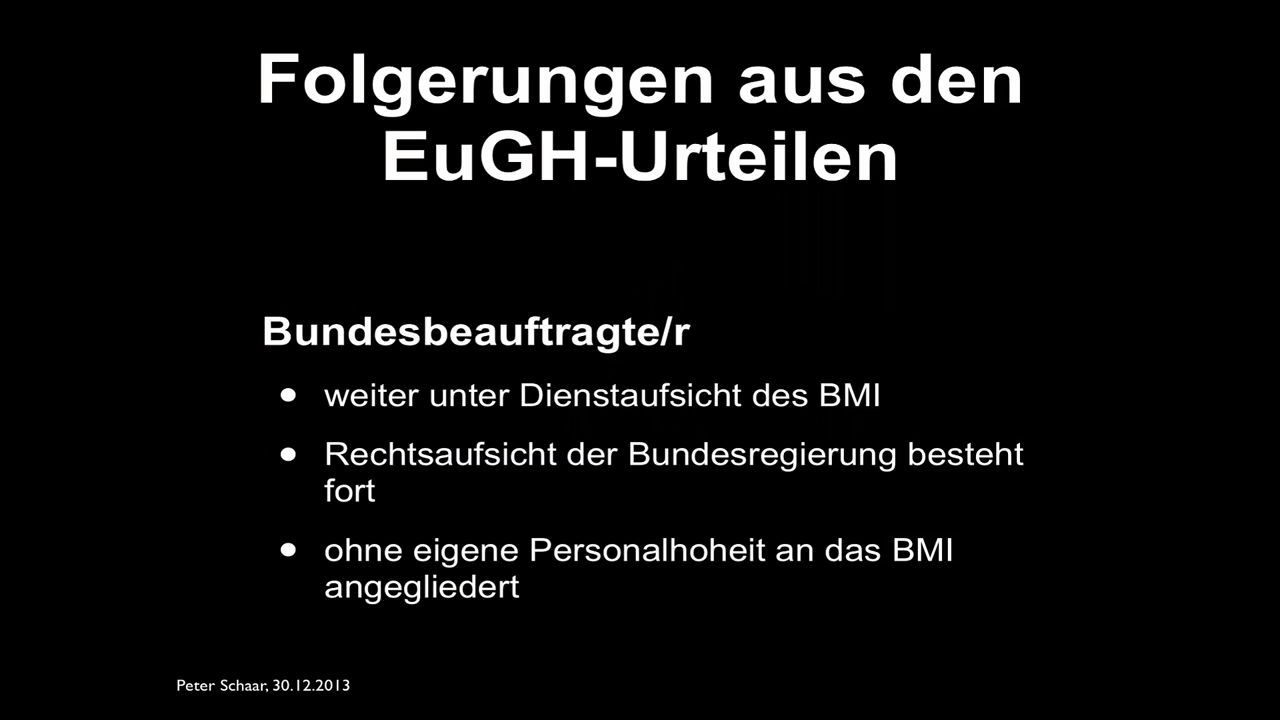 Folgerungen aus den
EuGH-Urteilen
Bundesbeauftragte/r
• weiter unter Dienstaufsicht des BMI
• Rechtsaufsicht der Bundesregierung besteht
fort
• ohne eigene Personalhoheit an das BMI
angegliedert
Peter Schaar, 30.12.2013